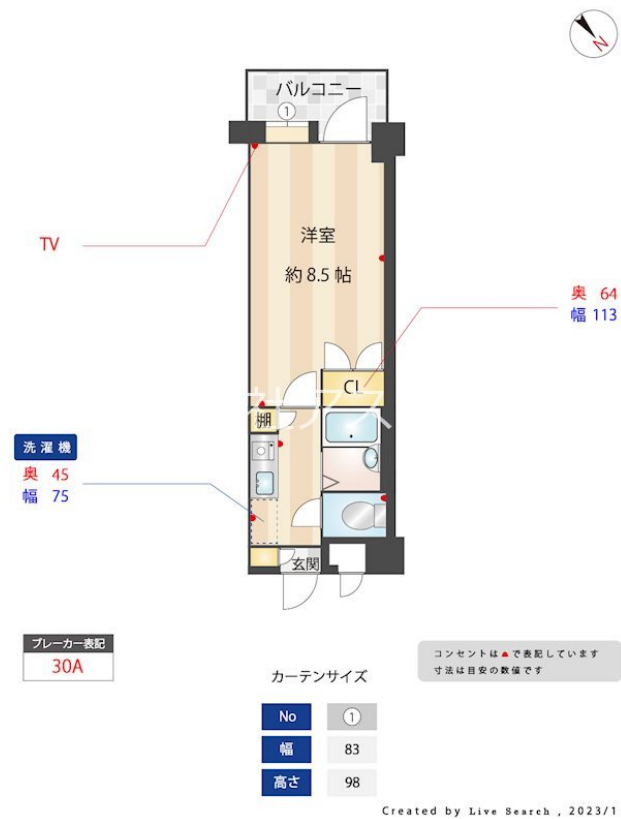 N
バルコニー
①
洋室
約 8.5 帖
TV
奥 64
幅 113
CL
社アス
棚
洗濯機
奥 45
幅 75
玄関
ブレーカー表記
30A
コンセントは▲で表記しています
寸法は目安の数値です
カーテンサイズ
No ①
幅 83
高さ 98
Created by Live Search , 2023/1